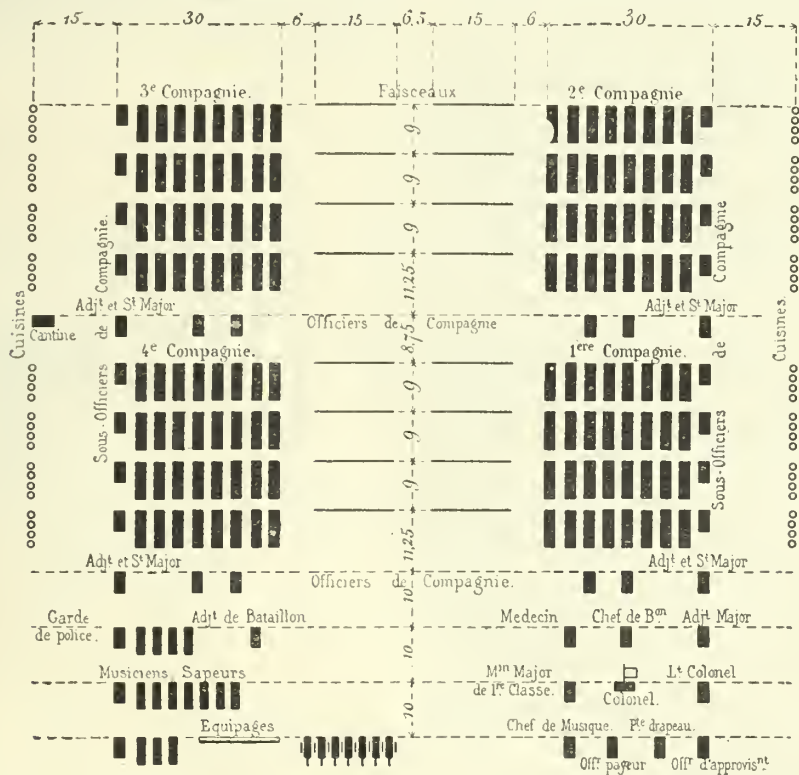 15 30 6 15 6,5 15 6 30 15
3e Compagnie. Faisceaux 2e Compagnie
9
9
9
11,25
Cuisines
Sous-Officiers de Compagnie.
Sous-Officiers de Compagnie
Cuisines.
Adjt et St Major Adjt et St Major
Cantine Officiers de Compagnie
8,75
4e Compagnie. 1ere Compagnie.
9
9
9
11,25
Adjt et St Major Adjt et St Major
Officiers de Compagnie.
10
Garde Adjt de Bataillon Medecin Chef de Bon Adjt Major
de police.
10
Musiciens Sapeurs Min Major Lt Colonel
de 1re Classe. Colonel.
10
Equipages Chef de Musique. Pte drapeau.
Offr payeur Offr d'approvisnt